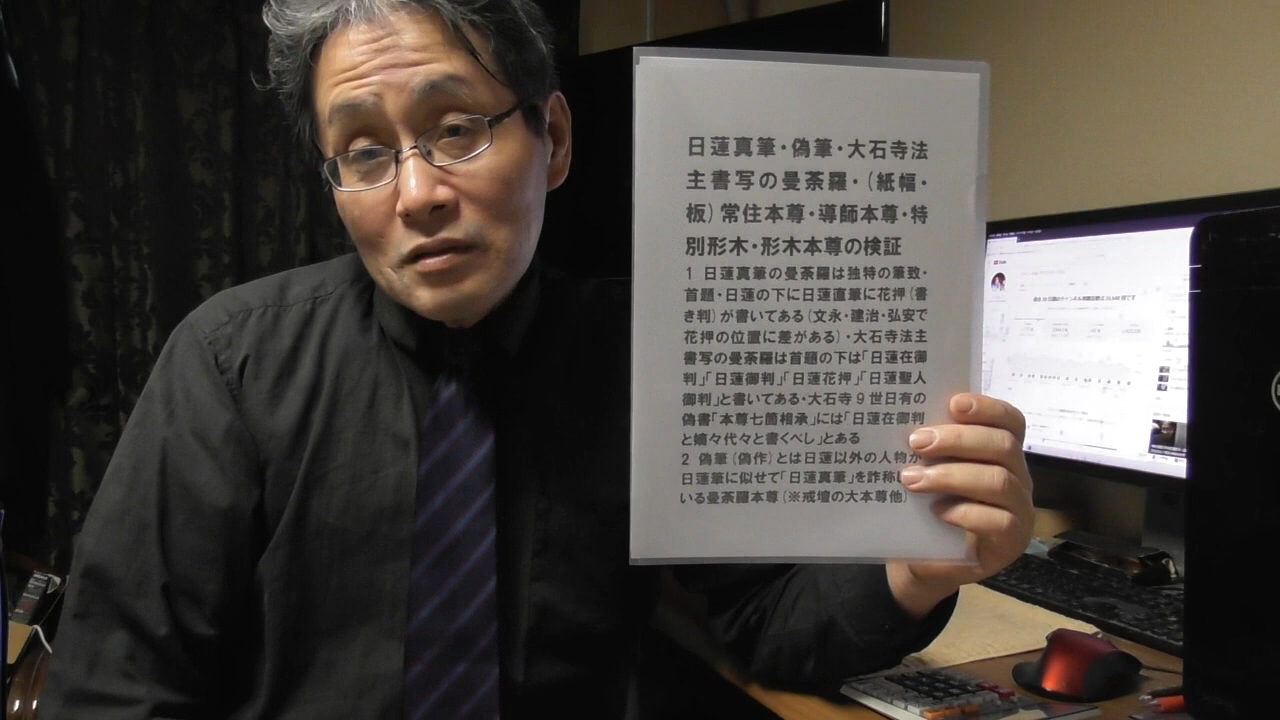 日蓮真筆・偽筆・大石寺法
主書写の曼荼羅・(紙幅・
板)常住本尊・導師本尊・特
別形木・形木本尊の検証
1 日蓮真筆の曼荼羅は独特の筆致・
首題・日蓮の下に日蓮直筆に花押(書
き判)が書いてある(文永・建治・弘安で
花押の位置に差がある)・大石寺法主
書写の曼荼羅は首題の下は「日蓮在御
判」「日蓮御判」「日蓮花押」「日蓮聖人
御判」と書いてある・大石寺9世日有の
偽書「本尊七箇相承」には「日蓮在御判
と嫡々代々と書くべし」とある
2 偽筆(偽作)とは日蓮以外の人物が
日蓮筆に似せて「日蓮真筆」を詐称
いる曼荼羅本尊(※戒壇の大本尊他)